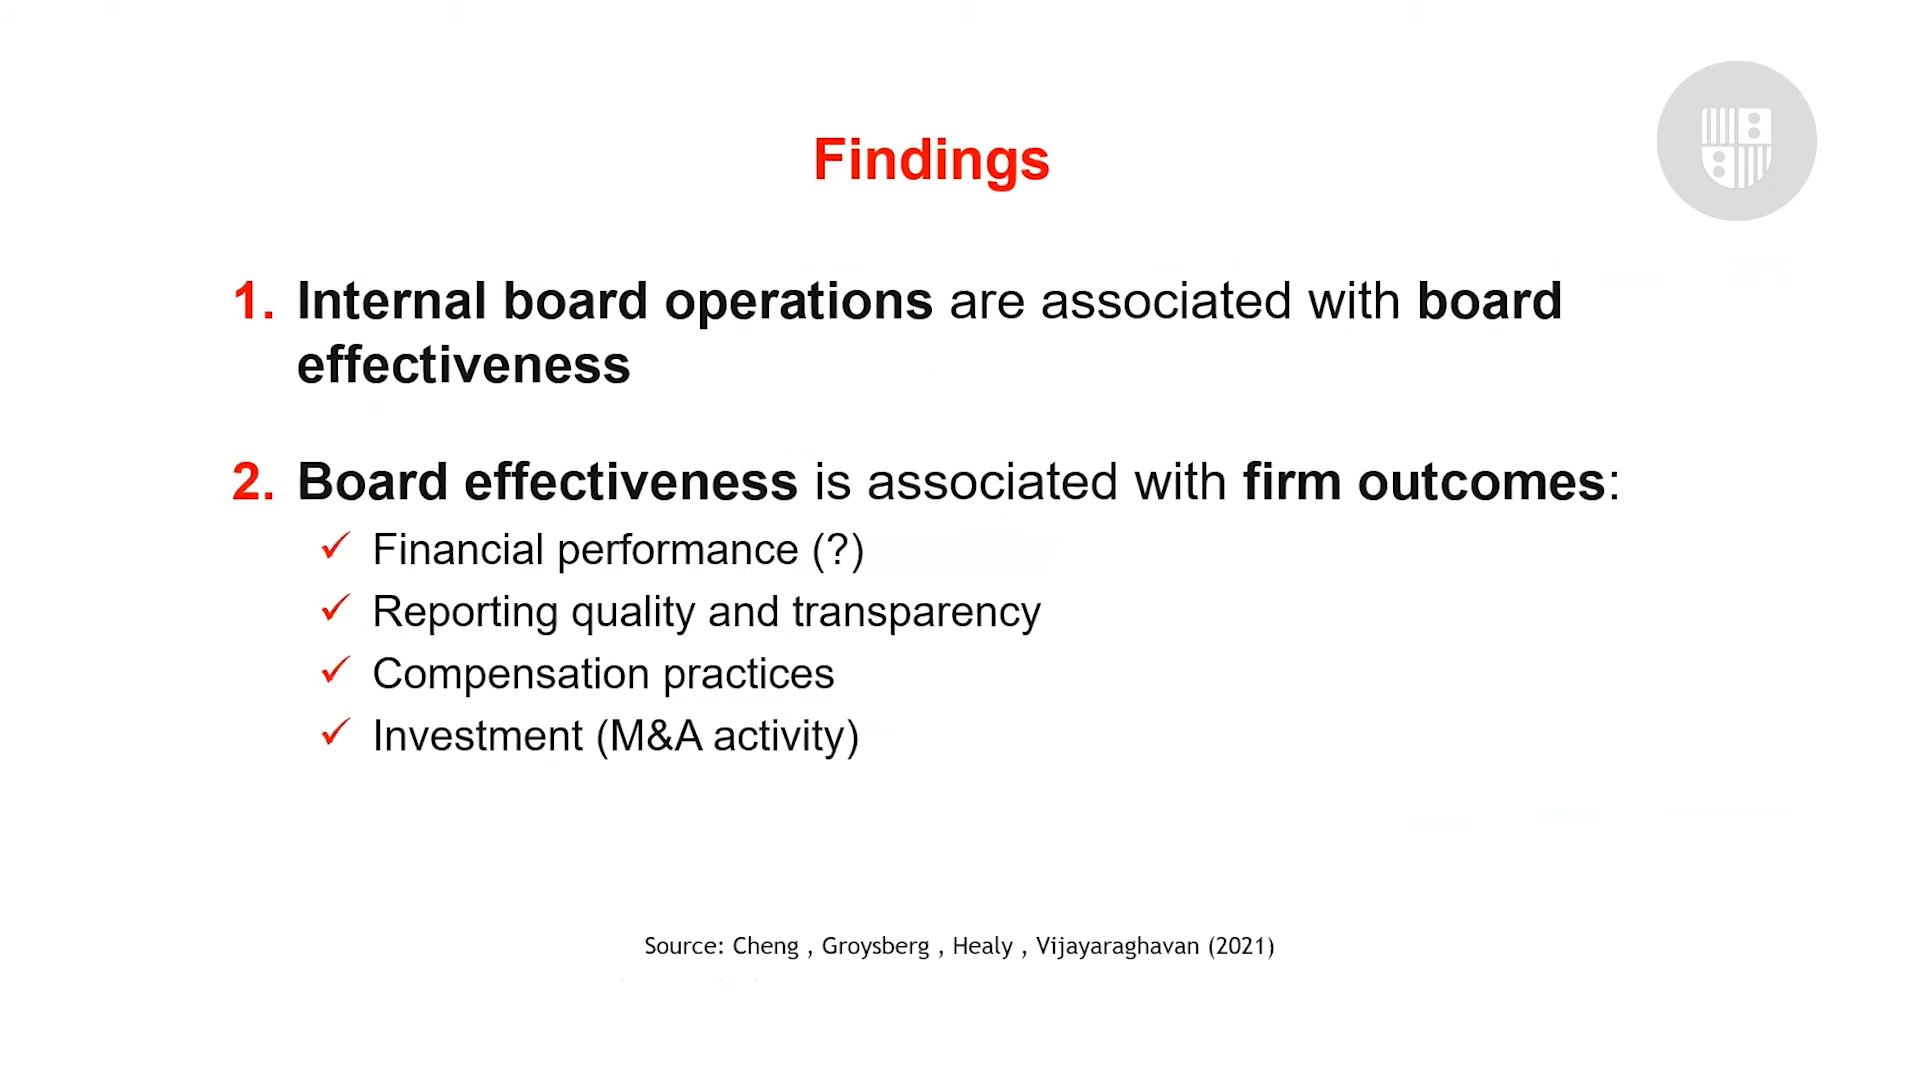 Findings
1. Internal board operations are associated with board
effectiveness
2. Board effectiveness is associated with firm outcomes:
✓ Financial performance (?)
✓ Reporting quality and transparency
✓ Compensation practices
✓ Investment (M&A activity)
Source: Cheng , Groysberg , Healy , Vijayaraghavan (2021)